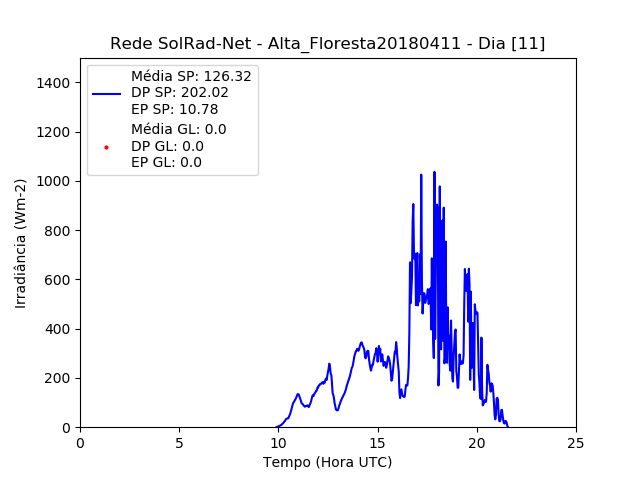 Rede SolRad-Net - Alta_Floresta20180411 - Dia [11]
Média SP: 126.32
DP SP: 202.02
EP SP: 10.78
Média GL: 0.0
DP GL: 0.0
EP GL: 0.0
Irradiância (Wm-2)
1400
1200
1000
800
600
400
200
0
0 5 10 15 20 25
Tempo (Hora UTC)